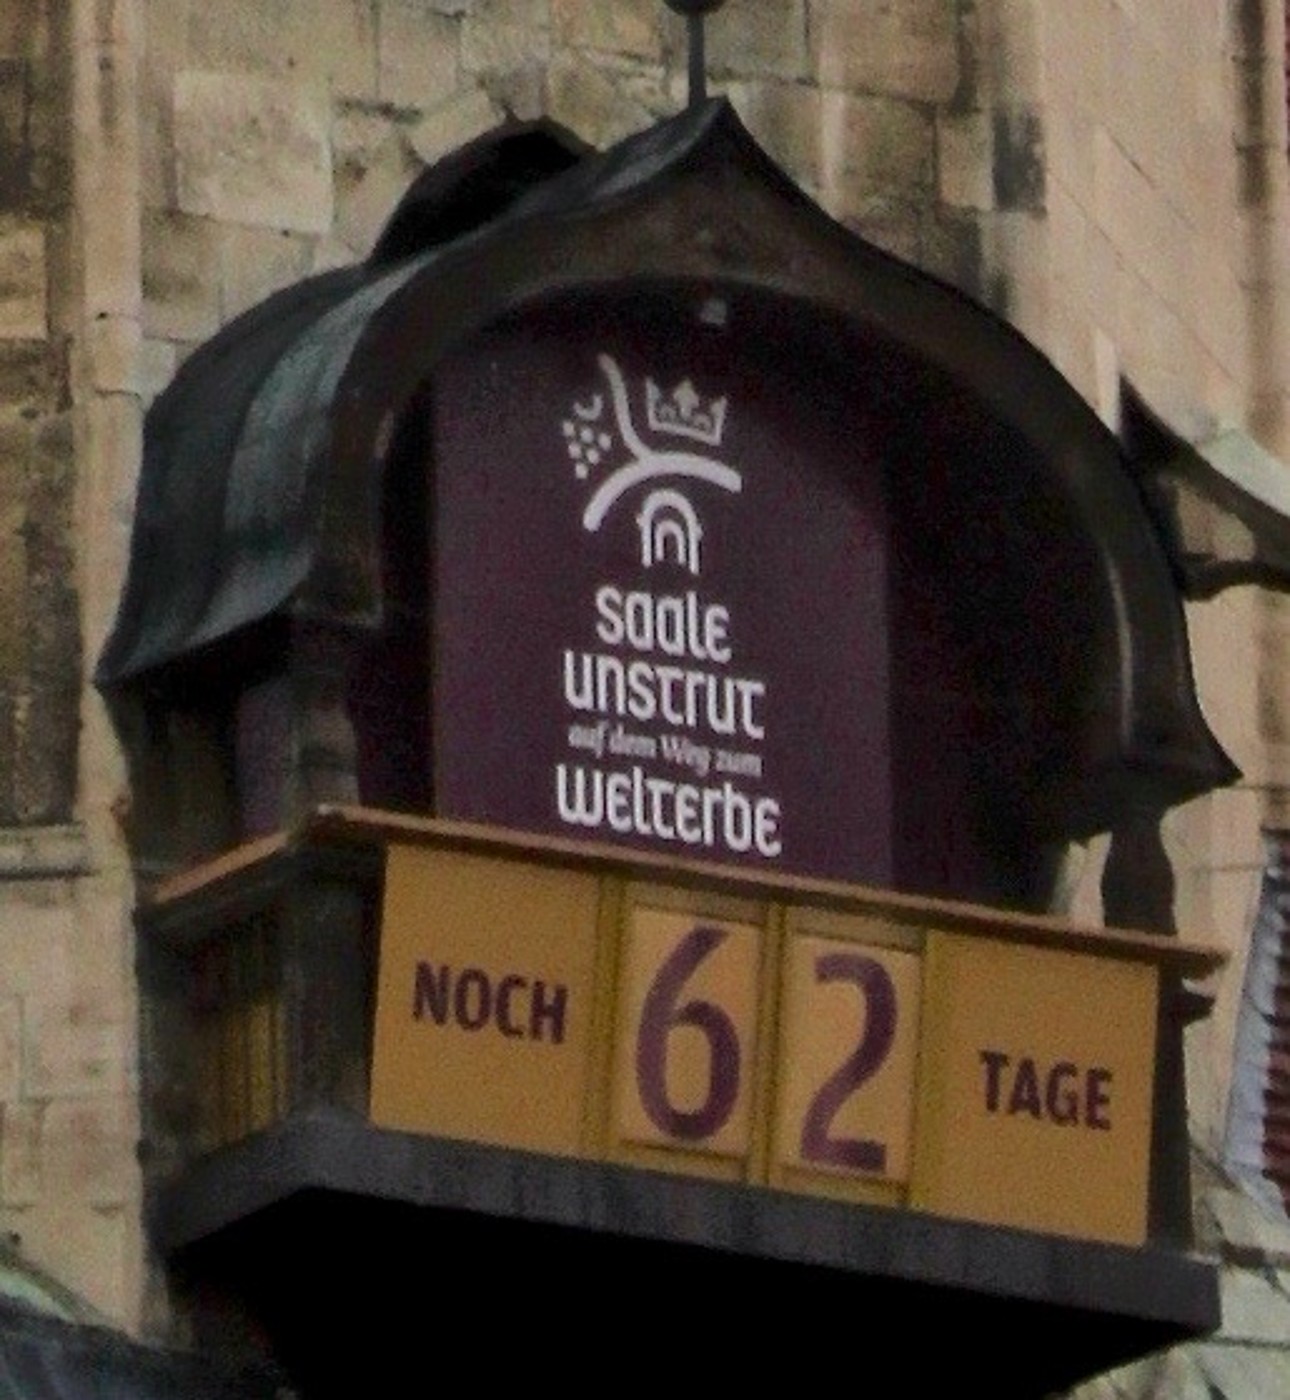 saale
unstrut
auf dem Weg zum
welterbe
NOCH 62 TAGE